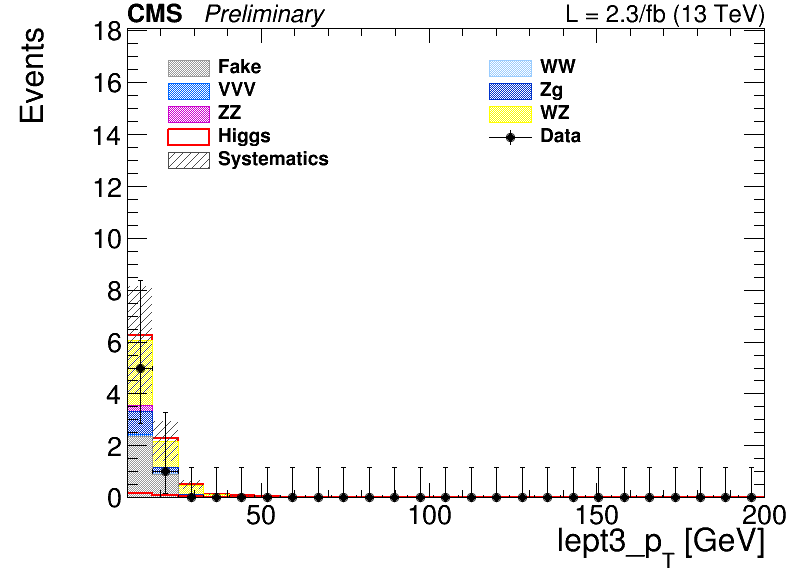 CMS Preliminary L = 2.3/fb (13 TeV)
Events
18
16
14
12
10
8
6
4
2
0
Fake WW
VVV Zg
ZZ WZ
Higgs Data
Systematics
50 100 150 200
lept3_p_T [GeV]